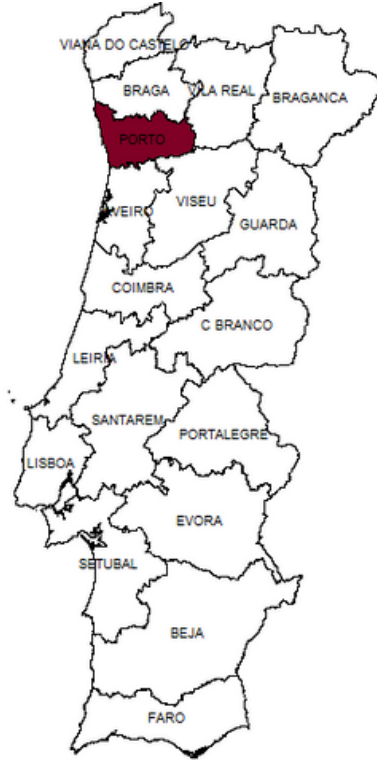 VIANA DO CASTELO
BRAGA
VILA REAL
BRAGANCA
PORTO
AVEIRO
VISEU
GUARDA
COIMBRA
C BRANCO
LEIRIA
SANTAREM
PORTALEGRE
LISBOA
EVORA
SETUBAL
BEJA
FARO